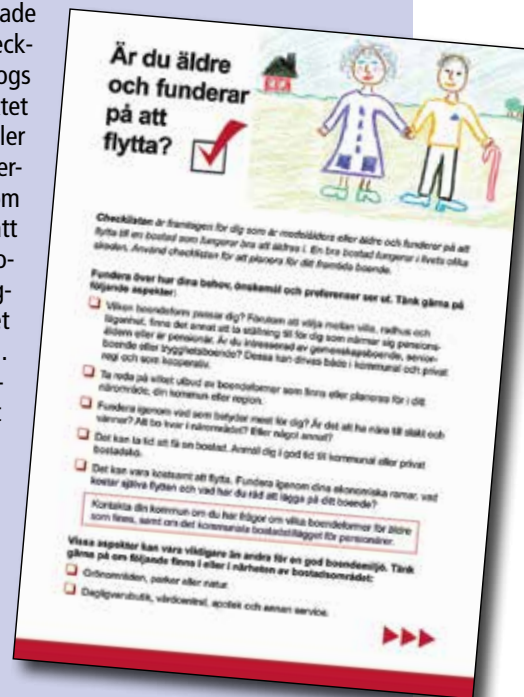 ade
eck-
ogs
tet
ller
er-
om
att
o-
g-
et
.
-
t
Är du äldre
och funderar
på att
flytta?
Checklistan är framtagen för dig som är medelålders eller äldre och funderar på att
flytta till en bostad som fungerar bra att åldras i. En bra bostad fungerar i livets olika
skeden. Använd checklistan för att planera för ditt framtida boende.
Fundera över hur dina behov, önskemål och preferenser ser ut. Tänk gärna på
följande aspekter:
Vilken boendeform passar dig? Förutom att välja mellan villa, radhus och
lägenhet, finns det annat att ta ställning till för dig som närmar sig pensions-
åldern eller är pensionär. Är du intresserad av gemenskapsboende, senior-
boende eller trygghetsboende? Dessa kan drivas både i kommunal och privat
regi och som kooperativ.
Ta reda på vilket utbud av boendeformer som finns eller planeras för i ditt
närområde, din kommun eller region.
Fundera igenom vad som betyder mest för dig? Är det att ha nära till släkt och
vänner? Att bo kvar i närområdet? Eller något annat?
Det kan ta tid att få en bostad. Anmäl dig i god tid till kommunal eller privat
bostadskö.
Det kan vara kostsamt att flytta. Fundera igenom dina ekonomiska ramar, vad
kostar själva flytten och vad har du råd att lägga på ditt boende?
Kontakta din kommun om du har frågor om vilka boendeformer för äldre
som finns, samt om det kommunala bostadstillägget för pensionärer.
Vissa aspekter kan vara viktigare än andra för en god boendemiljö. Tänk
gärna på om följande finns i eller i närheten av bostadsområdet:
Grönområden, parker eller natur.
Dagligvarubutik, vårdcentral, apotek och annan service.